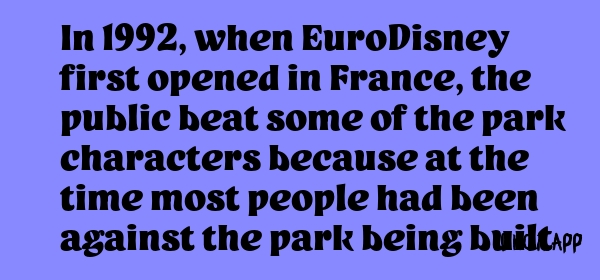 In 1992, when EuroDisney
first opened in France, the
public beat some of the park
characters because at the
time most people had been
against the park being built.